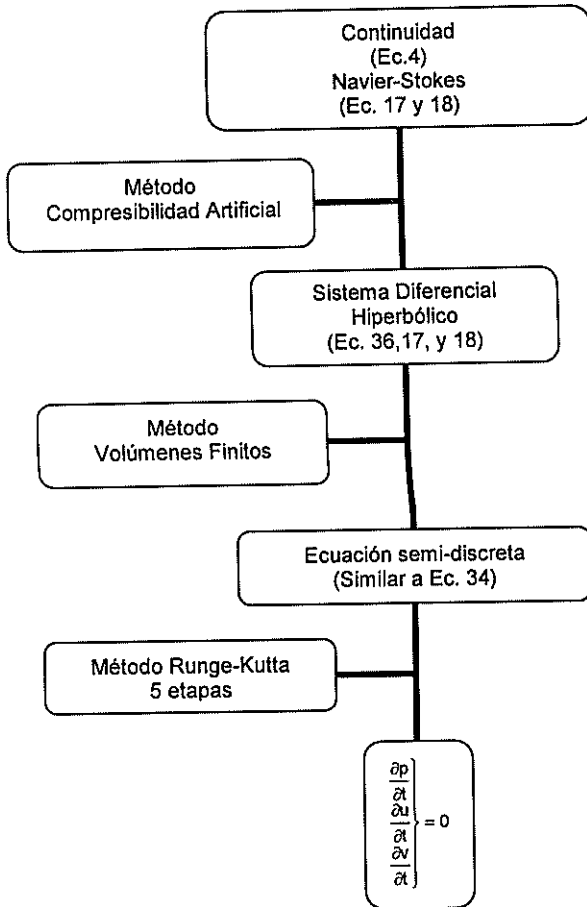 Continuidad
(Ec.4)
Navier-Stokes
(Ec. 17 y 18)
Método
Compresibilidad Artificial
Sistema Diferencial
Hiperbólico
(Ec. 36,17, y 18)
Método
Volúmenes Finitos
Ecuación semi-discreta
(Similar a Ec. 34)
Método Runge-Kutta
5 etapas
∂p
∂t
∂u
∂t
∂v
∂t
} = 0